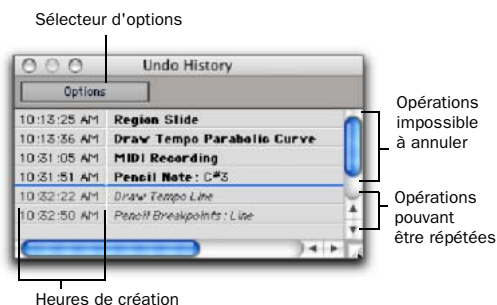 Sélecteur d'options
Undo History
Options
10:13:25 AM Region Slide
10:13:36 AM Draw Tempo Parabolic Curve
10:31:05 AM MIDI Recording
10:31:51 AM Pencil Note: C#3
10:32:22 AM Draw Tempo Line
10:32:50 AM Pencil Breakpoints: Line
Opérations
impossible
à annuler
Opérations
pouvant
être répétées
Heures de création